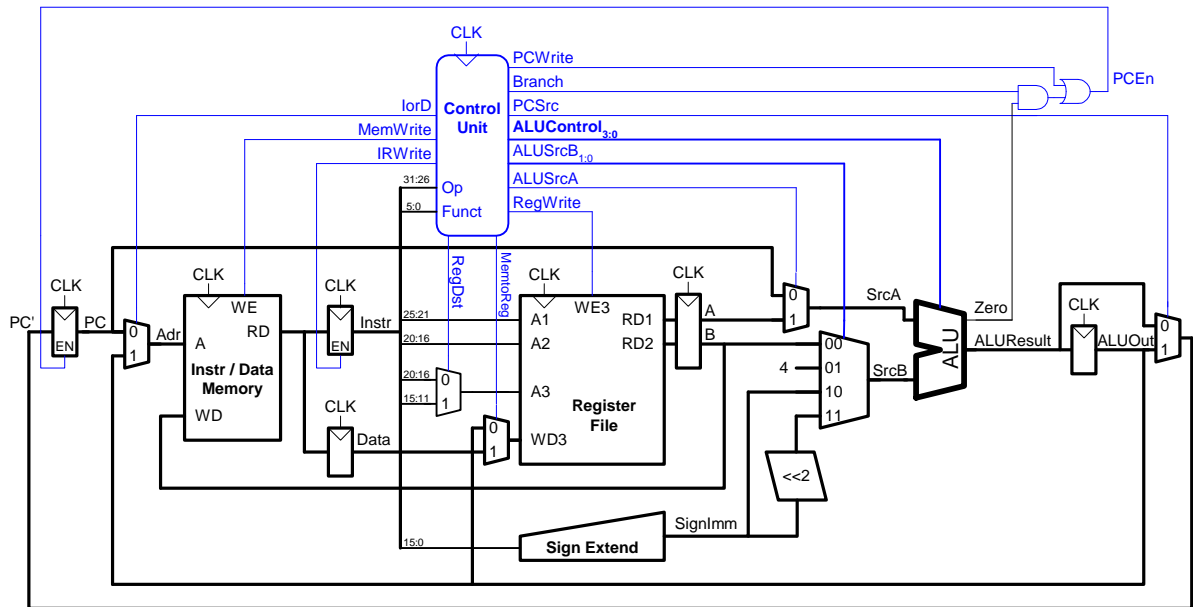 CLK
PCWrite
Branch
PCEn
IorD
Control
Unit
PCSrc
MemWrite
ALUControl3:0
IRWrite
ALUSrcB1:0
31:26
Op
ALUSrcA
5:0
Funct
RegWrite
RegDst
MemtoReg
CLK
CLK
CLK
CLK
CLK
PC'
PC
EN
0
1
Adr
WE
RD
A
Instr / Data
Memory
WD
EN
Instr
25:21
20:16
A1
A2
WE3
RD1
RD2
A
B
0
1
SrcA
Zero
ALU
ALUResult
CLK
ALUOut
0
1
20:16
15:11
0
1
A3
Register
File
WD3
00
4
01
10
11
SrcB
CLK
Data
0
1
<<2
15:0
Sign Extend
SignImm